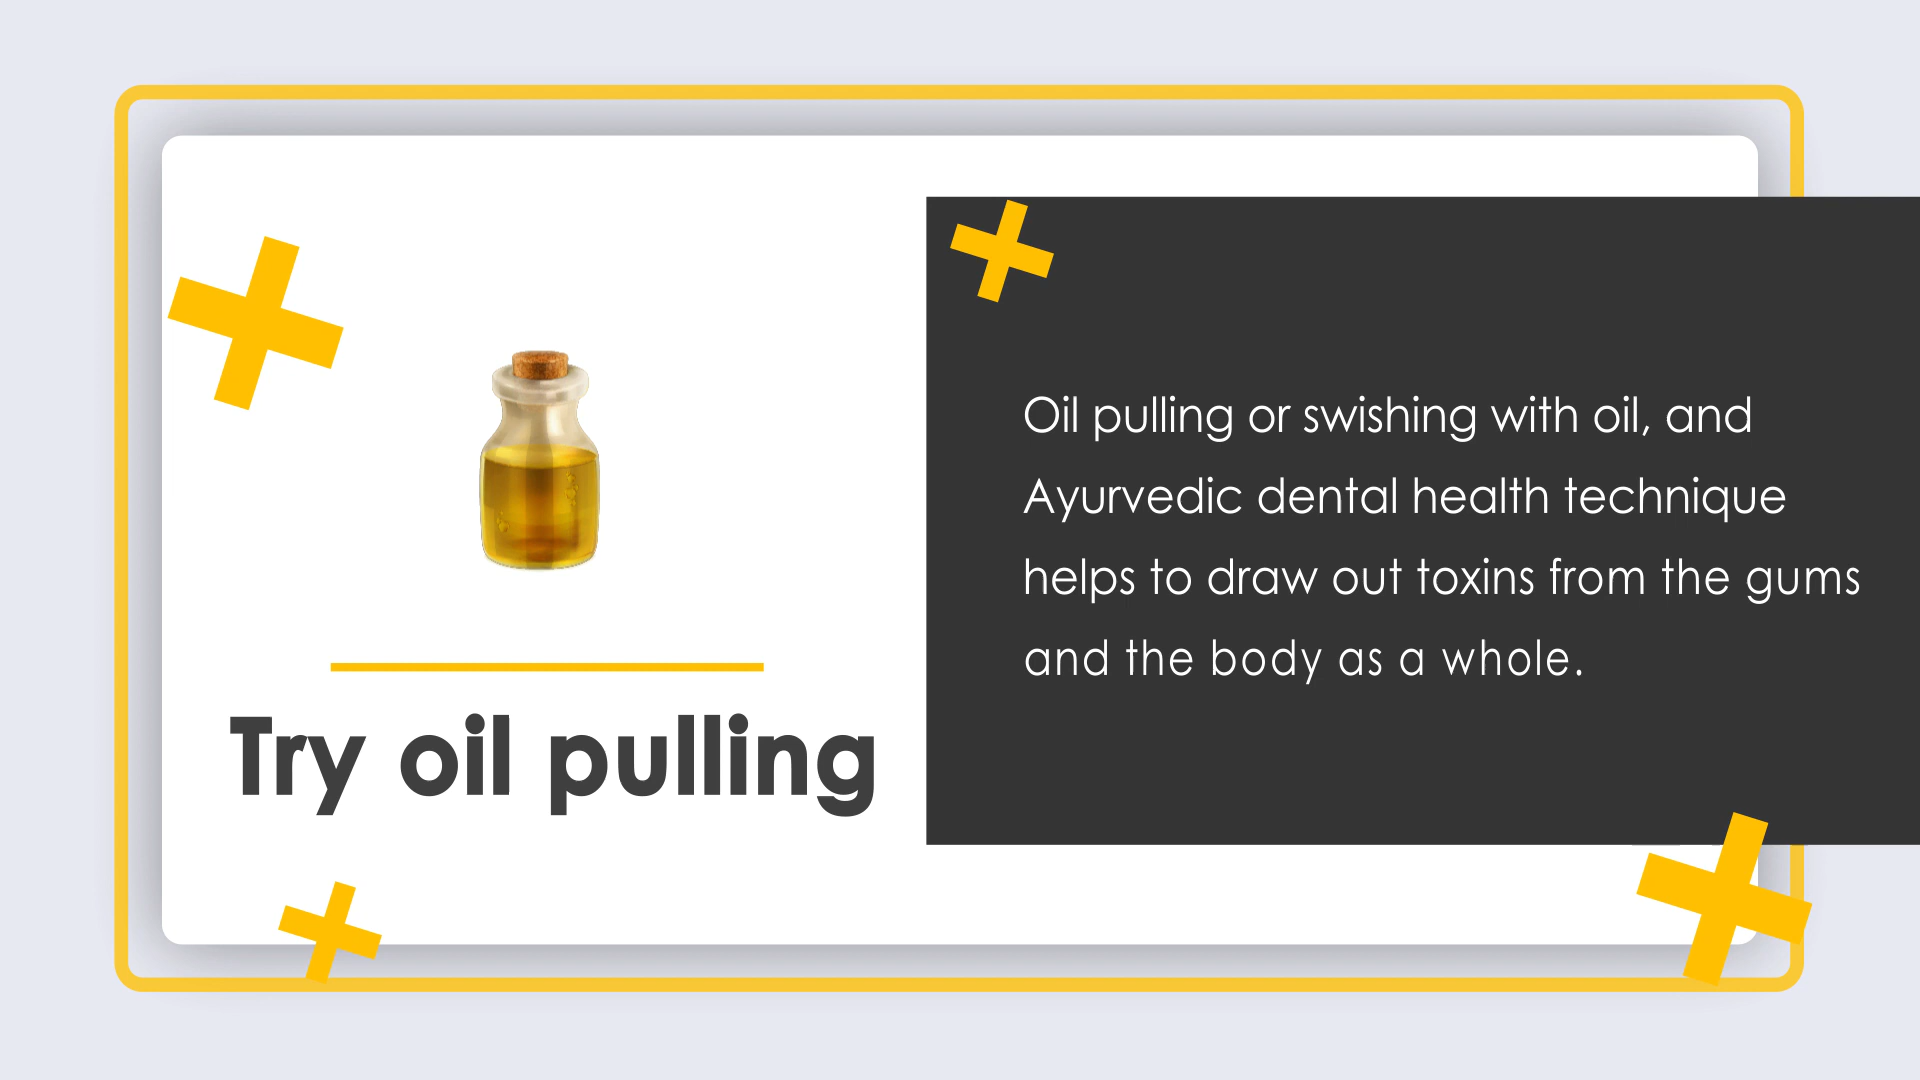 Try oil pulling
Oil pulling or swishing with oil, and
Ayurvedic dental health technique
helps to draw out toxins from the gums
and the body as a whole.